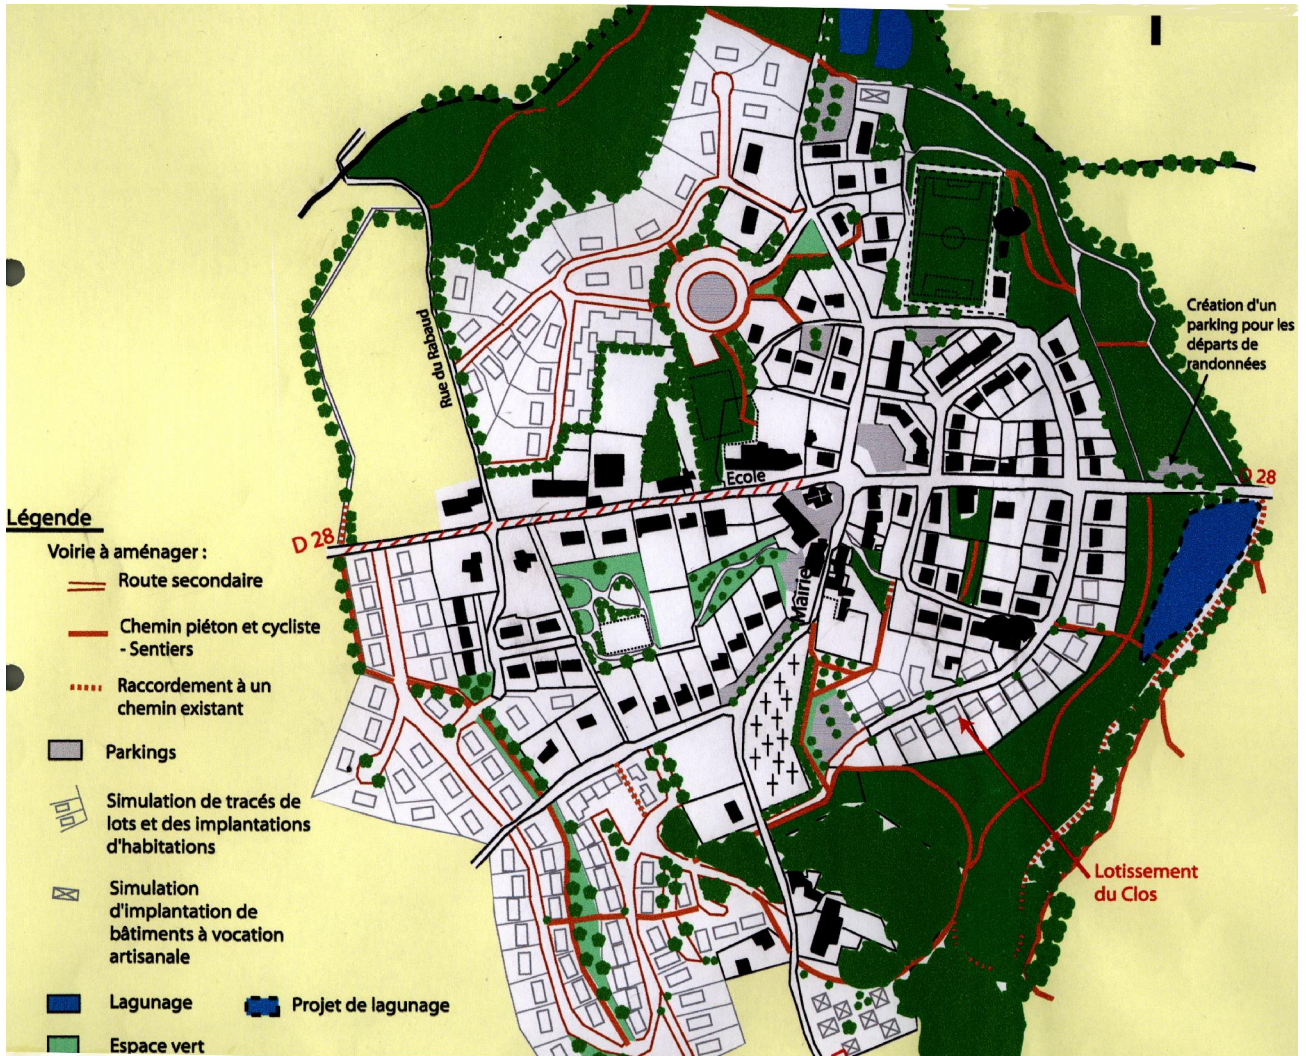 Rue du Rabaud
Création d'un
parking pour les
départs de
randonnées
D 28
Ecole
D 28
Mairie
Légende
Voirie à aménager :
Route secondaire
Chemin piéton et cycliste
- Sentiers
Raccordement à un
chemin existant
Parkings
Simulation de tracés de
lots et des implantations
d'habitations
Simulation
d'implantation de
bâtiments à vocation
artisanale
Lagunage
Projet de lagunage
Espace vert
Lotissement
du Clos